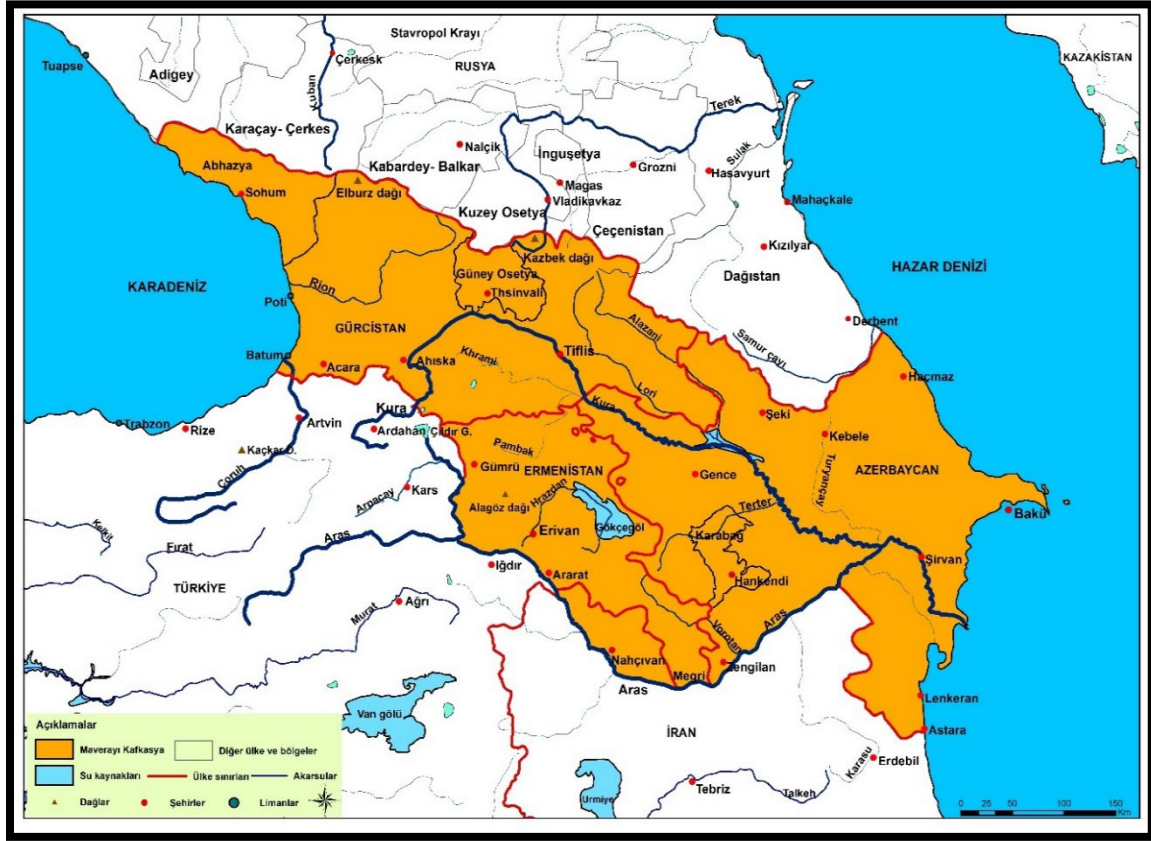 Stavropol Krayı
Tuapse
Çerkesk
KAZAKİSTAN
Adigey
RUSYA
Kuban
Terek
Karaçay- Çerkes
Nalçik
İnguşetya
Grozni
Sulak
Abhazya
Kabardey- Balkar
Hasavyurt
Magas
Sohum
Elburz dağı
Vladikavkaz
Mahaçkale
Kuzey Osetya
Çeçenistan
Kızılyar
Kazbek dağı
HAZAR DENİZİ
Güney Osetya
Dağıstan
KARADENİZ
Rion
Thsinvali
Poti
Alazani
Derbent
GÜRCİSTAN
Samur çayı
Batum
Khrami
Tiflis
Acara
Ahıska
Haçmaz
Lori
Kura
Kura
Şeki
Trabzon
Rize
Artvin
Ardahan
Çıldır G.
Kebele
Kaçkar D.
Pambak
Gümrü
ERMENİSTAN
Gence
Turyançay
AZERBAYCAN
Çoruh
Arpaçay
Kars
Alagöz dağı
Hrazdan
Terter
Bakü
Gökçegöl
Kelkit
Aras
Erivan
Karabağ
Fırat
Şirvan
Iğdır
Ararat
Hankendi
TÜRKİYE
Ağrı
Aras
Murat
Vorotan
Nahçıvan
Zengilan
Megri
Aras
Lenkeran
Van gölü
Astara
İRAN
Karasu
Erdebil
Urmiye
Tebriz
Talkeh
Açıklamalar
Maverayı Kafkasya
Diğer ülke ve bölgeler
Su kaynakları
Ülke sınırları
Akarsular
Dağlar
Şehirler
Limanlar
0 25 50 100 150
Km